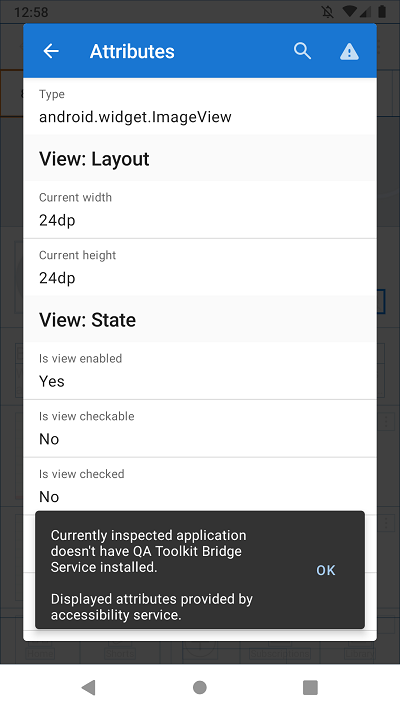 12:58
Attributes
Type
android.widget.ImageView
View: Layout
Current width
24dp
Current height
24dp
View: State
Is view enabled
Yes
Is view checkable
No
Is view checked
No
Currently inspected application
doesn't have QA Toolkit Bridge
Service installed.
OK
Displayed attributes provided by
accessibility service.